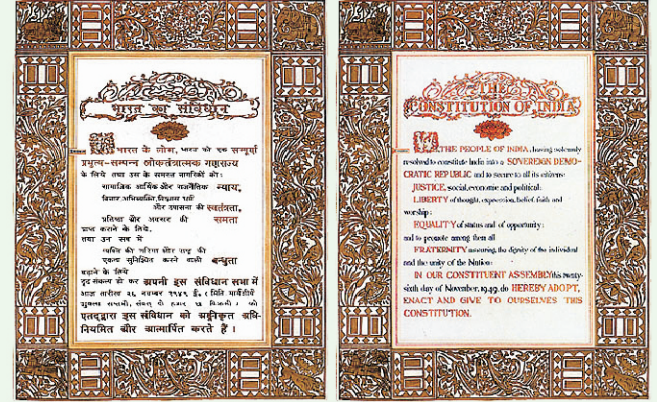 भारत का संविधान
हम भारत के लोग, भारत को एक सम्पूर्ण
प्रभुत्व-सम्पन्न लोकतंत्रात्मक गणराज्य
के लिये तथा उस के समस्त नागरिकों को:
सामाजिक आर्थिक और राजनैतिक न्याय,
विचार, अभिव्यक्ति, विश्वास धर्म
और उपासना की स्वतंत्रता,
प्रतिष्ठा और अवसर की समता
प्राप्त कराने के लिये,
तथा उन सब में
व्यक्ति की गरिमा और राष्ट्र की
एकता सुनिश्चित करने वाली बन्धुता
बढ़ाने के लिये
दृढ़ संकल्प हो कर अपनी इस संविधान सभा में
आज तारीख २६ नवम्बर १९४९ ई॰ (मिति मार्गशीर्ष
शुक्ला सप्तमी, संवत् दो हजार छ विक्रमी) को
एतद्द्वारा इस संविधान को अङ्गीकृत अधि-
नियमित और आत्मार्पित करते हैं।
THE
CONSTITUTION OF INDIA
WE, THE PEOPLE OF INDIA, having solemnly
resolved to constitute India into a SOVEREIGN DEMO-
CRATIC REPUBLIC and to secure to all its citizens:
JUSTICE, social, economic and political;
LIBERTY of thought, expression, belief, faith and
worship;
EQUALITY of status and of opportunity;
and to promote among them all
FRATERNITY assuring the dignity of the individual
and the unity of the Nation;
IN OUR CONSTITUENT ASSEMBLY this twenty-
sixth day of November, 1949, do HEREBY ADOPT,
ENACT AND GIVE TO OURSELVES THIS
CONSTITUTION.